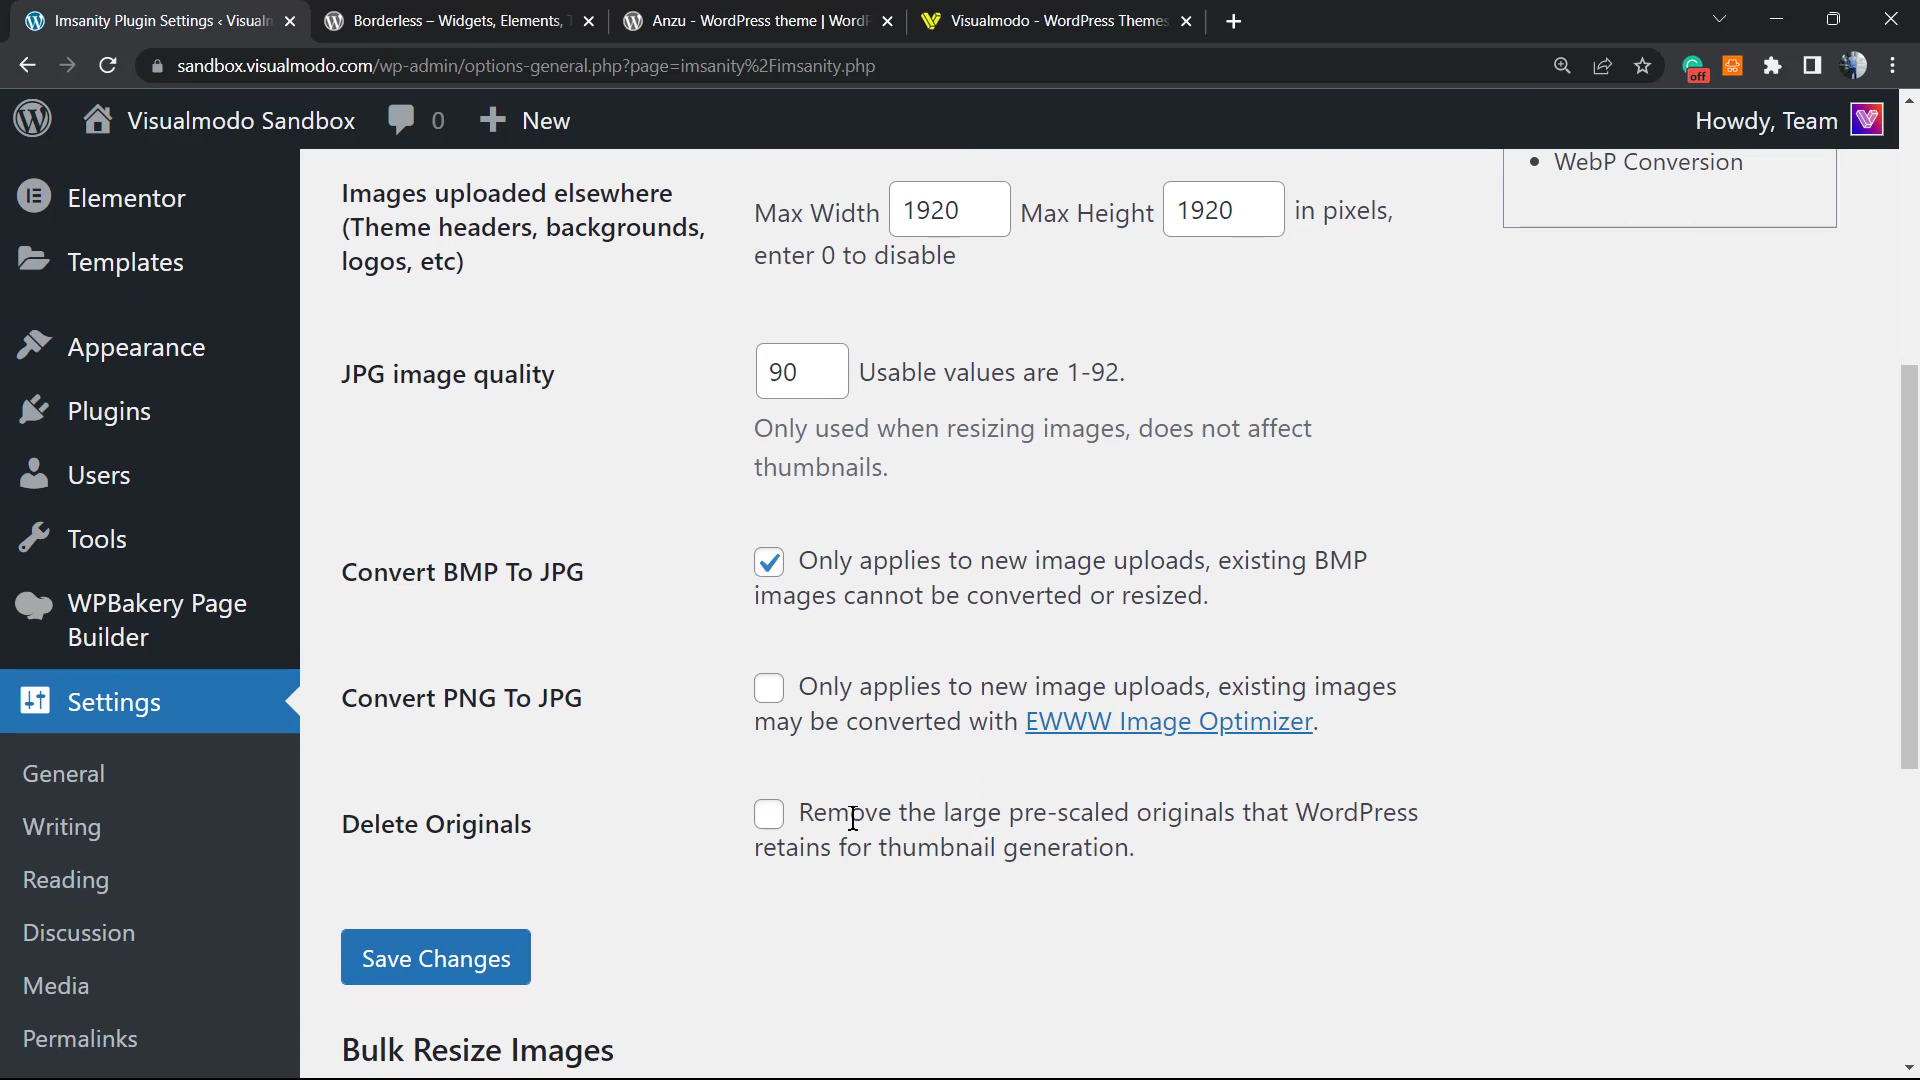 Imsanity Plugin Settings ‹ Visualm
Borderless – Widgets, Elements, T
Anzu - WordPress theme | WordP
Visualmodo - WordPress Themes
sandbox.visualmodo.com/wp-admin/options-general.php?page=imsanity%2Fimsanity.php
off
Visualmodo Sandbox
0
New
Howdy, Team
Elementor
Templates
Appearance
Plugins
Users
Tools
WPBakery Page
Builder
Settings
General
Writing
Reading
Discussion
Media
Permalinks
WebP Conversion
Images uploaded elsewhere
(Theme headers, backgrounds,
logos, etc)
Max Width 1920 Max Height 1920 in pixels,
enter 0 to disable
JPG image quality
90 Usable values are 1-92.
Only used when resizing images, does not affect
thumbnails.
Convert BMP To JPG
Only applies to new image uploads, existing BMP
images cannot be converted or resized.
Convert PNG To JPG
Only applies to new image uploads, existing images
may be converted with EWWW Image Optimizer.
Delete Originals
Remove the large pre-scaled originals that WordPress
retains for thumbnail generation.
Save Changes
Bulk Resize Images